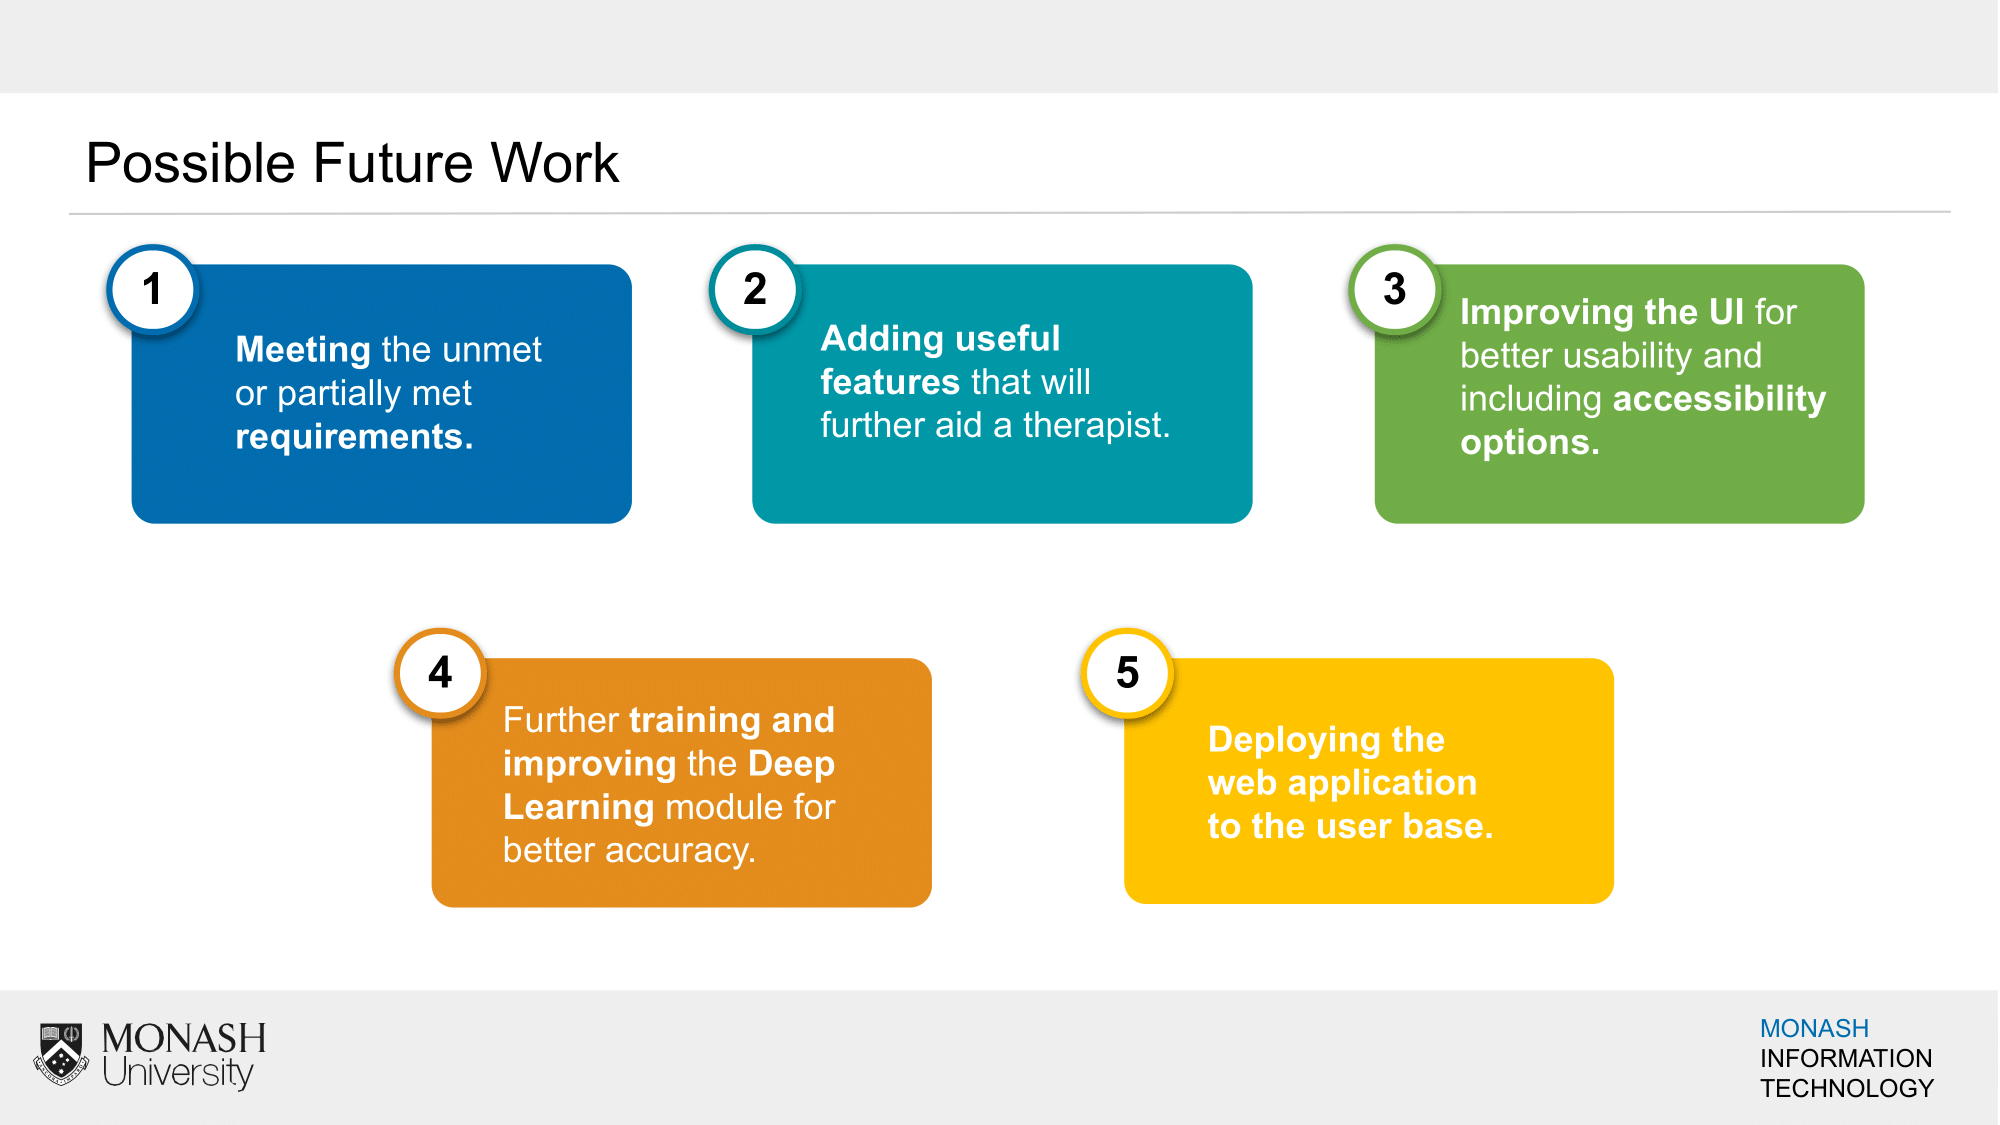 Possible Future Work
1
Meeting the unmet
or partially met
requirements.
2
Adding useful
features that will
further aid a therapist.
3
Improving the UI for
better usability and
including accessibility
options.
4
Further training and
improving the Deep
Learning module for
better accuracy.
5
Deploying the
web application
to the user base.
MONASH
University
MONASH
INFORMATION
TECHNOLOGY